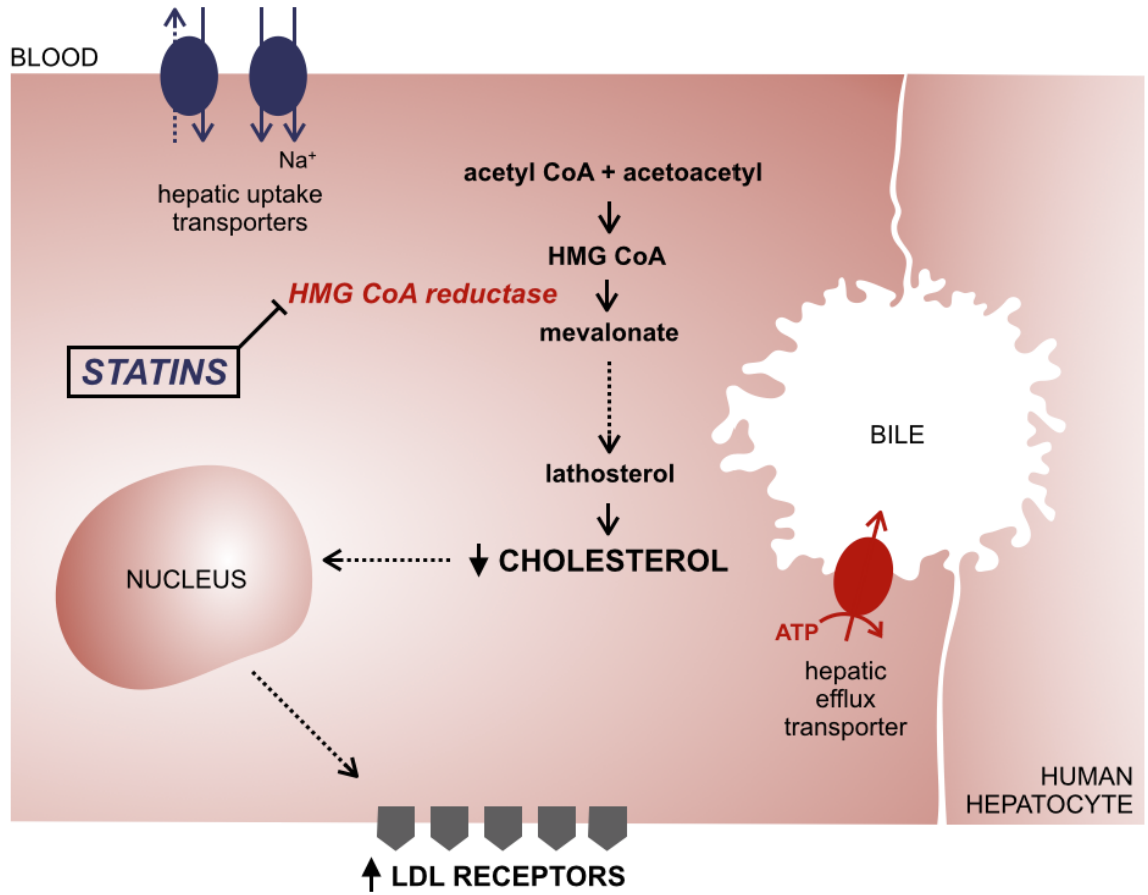 BLOOD
Na⁺
hepatic uptake
transporters
acetyl CoA + acetoacetyl
HMG CoA
HMG CoA reductase
mevalonate
STATINS
BILE
lathosterol
CHOLESTEROL
NUCLEUS
ATP
hepatic
efflux
transporter
HUMAN
HEPATOCYTE
LDL RECEPTORS